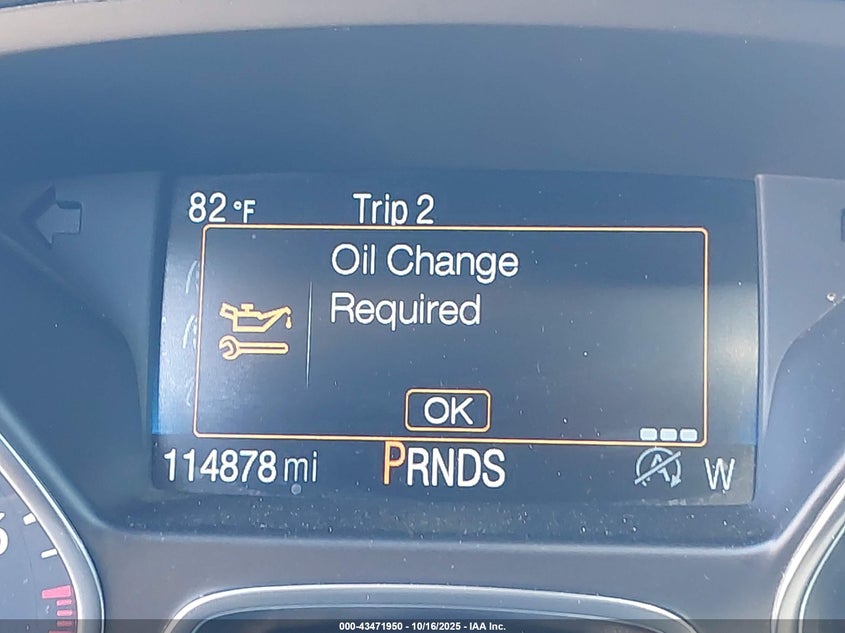 82 °F
Trip 2
Oil Change
Required
OK
114878 mi
PRNDS
A
W
000-43471950 - 10/16/2025 - IAA Inc.